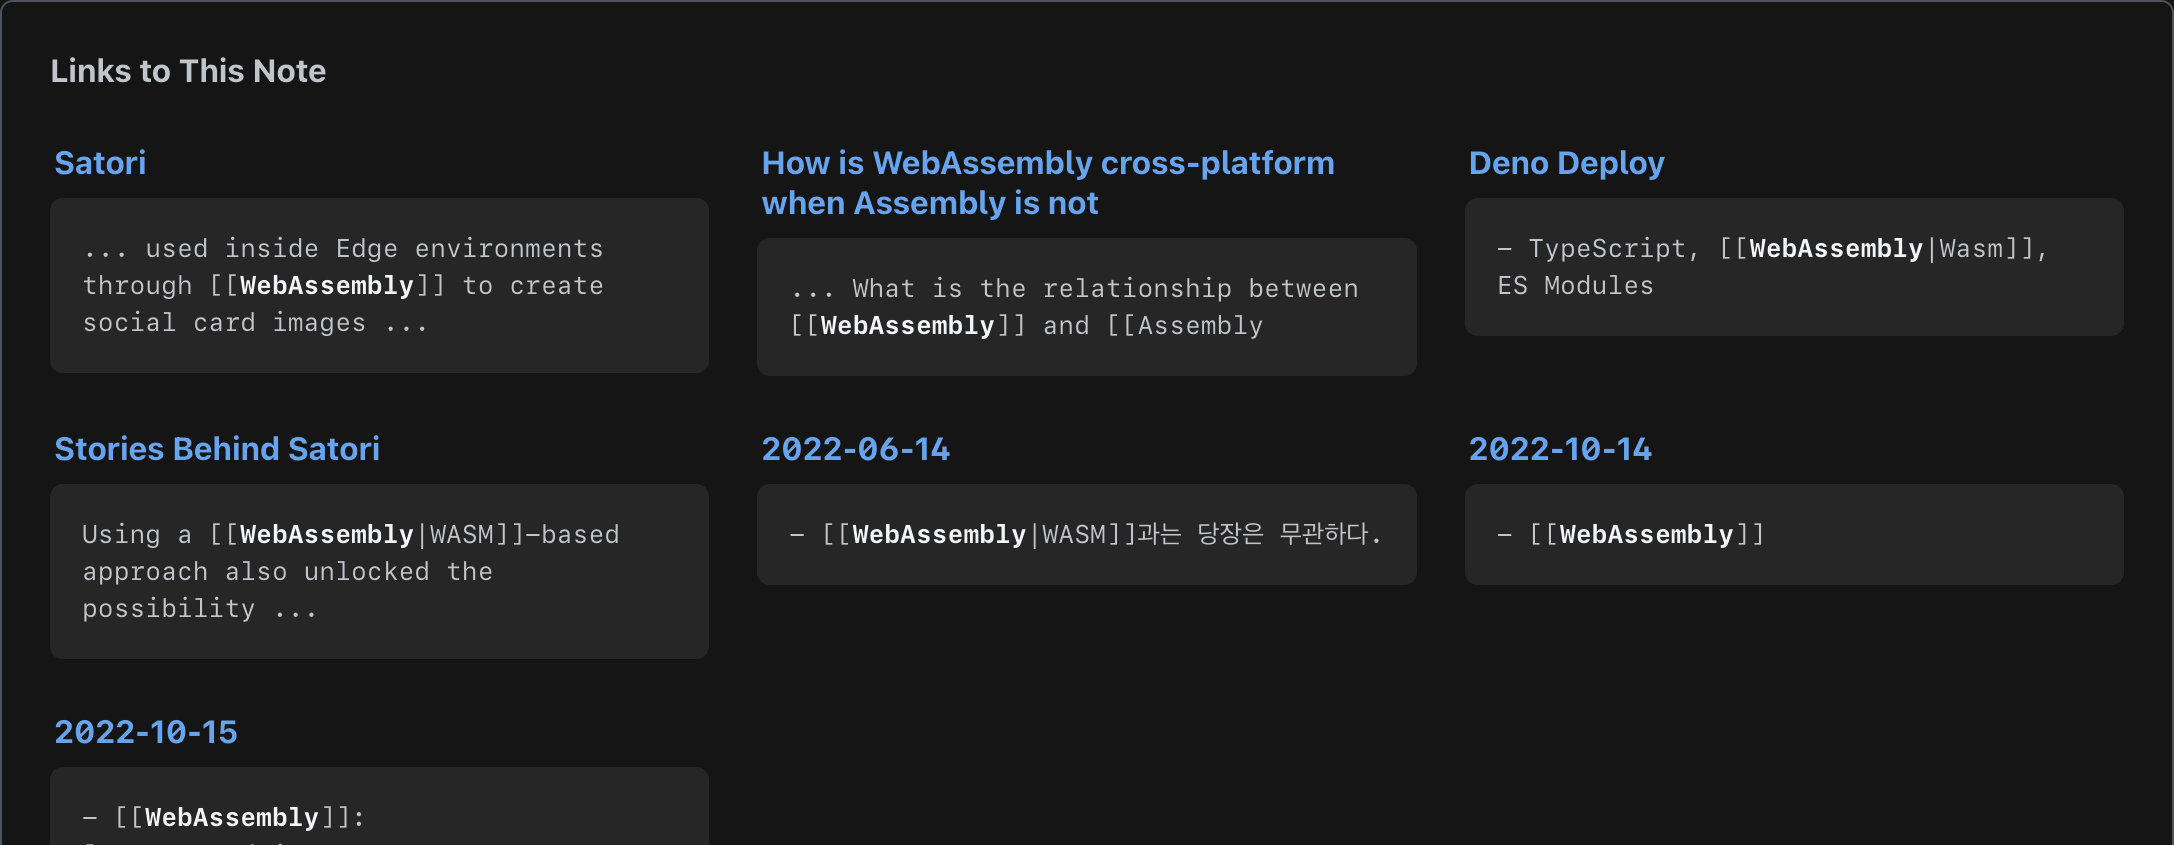 Links to This Note
Satori
... used inside Edge environments
through [[WebAssembly]] to create
social card images ...
How is WebAssembly cross-platform
when Assembly is not
... What is the relationship between
[[WebAssembly]] and [[Assembly
Deno Deploy
- TypeScript, [[WebAssembly|Wasm]],
ES Modules
Stories Behind Satori
Using a [[WebAssembly|WASM]]-based
approach also unlocked the
possibility ...
2022-06-14
- [[WebAssembly|WASM]]과는 당장은 무관하다.
2022-10-14
- [[WebAssembly]]
2022-10-15
- [[WebAssembly]]: